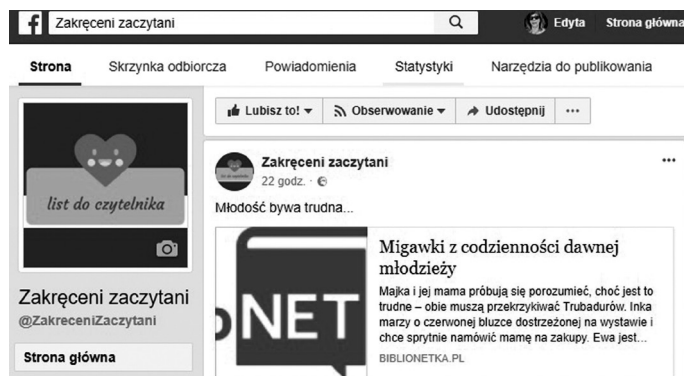 f Zakręceni zaczytani Edyta Strona główna
Strona Skrzynka odbiorcza Powiadomienia Statystyki Narzędzia do publikowania
Lubisz to! Obserwowanie Udostępnij ...
list do czytelnika
Zakręceni zaczytani
@ZakreceniZaczytani
Strona główna
Zakręceni zaczytani ...
22 godz. ·
Młodość bywa trudna...
NET
Migawki z codzienności dawnej
młodzieży
Majka i jej mama próbują się porozumieć, choć jest to
trudne – obie muszą przekrzykiwać Trubadurów. Inka
marzy o czerwonej bluzce dostrzeżonej na wystawie i
chce sprytnie namówić mamę na zakupy. Ewa jest...
BIBLIONETKA.PL